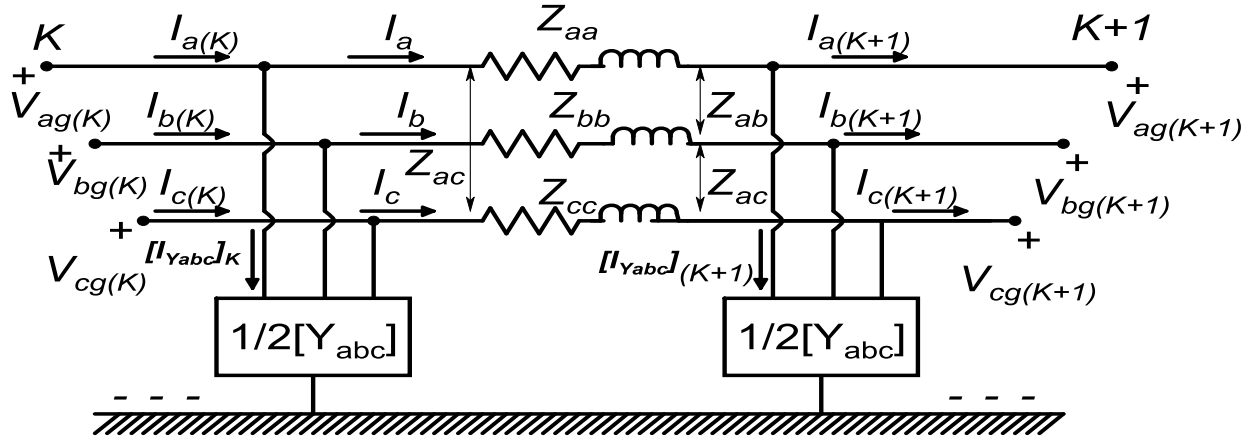 K I_a(K) I_a Z_aa I_a(K+1) K+1
+ +
V_ag(K) I_b(K) I_b Z_bb Z_ab I_b(K+1) V_ag(K+1)
+ +
V_bg(K) I_c(K) Z_ac I_c Z_cc Z_ac I_c(K+1) V_bg(K+1)
+ +
V_cg(K) [I_Yabc]_K [I_Yabc]_(K+1) V_cg(K+1)
1/2[Y_abc] 1/2[Y_abc]
- - - - - -